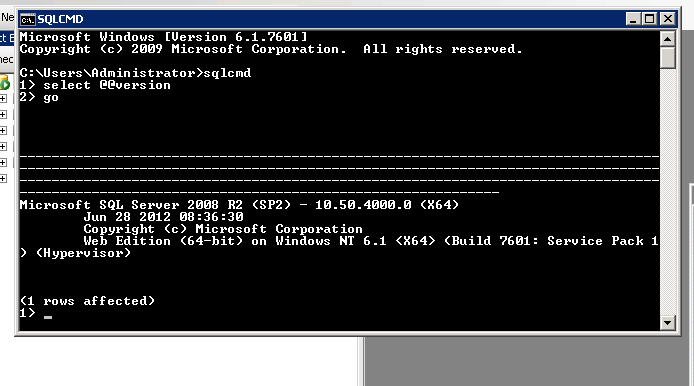 SQLCMD
Microsoft Windows [Version 6.1.7601]
Copyright (c) 2009 Microsoft Corporation.  All rights reserved.
C:\Users\Administrator>sqlcmd
1> select @@version
2> go
--------------------------------------------------------------------------------
--------------------------------------------------------------------------------
--------------------------------------------------------------------------------
------------------------------------------------------------
Microsoft SQL Server 2008 R2 (SP2) - 10.50.4000.0 (X64)
Jun 28 2012 08:36:30
Copyright (c) Microsoft Corporation
Web Edition (64-bit) on Windows NT 6.1 <X64> (Build 7601: Service Pack 1
) (Hypervisor)
(1 rows affected)
1> _